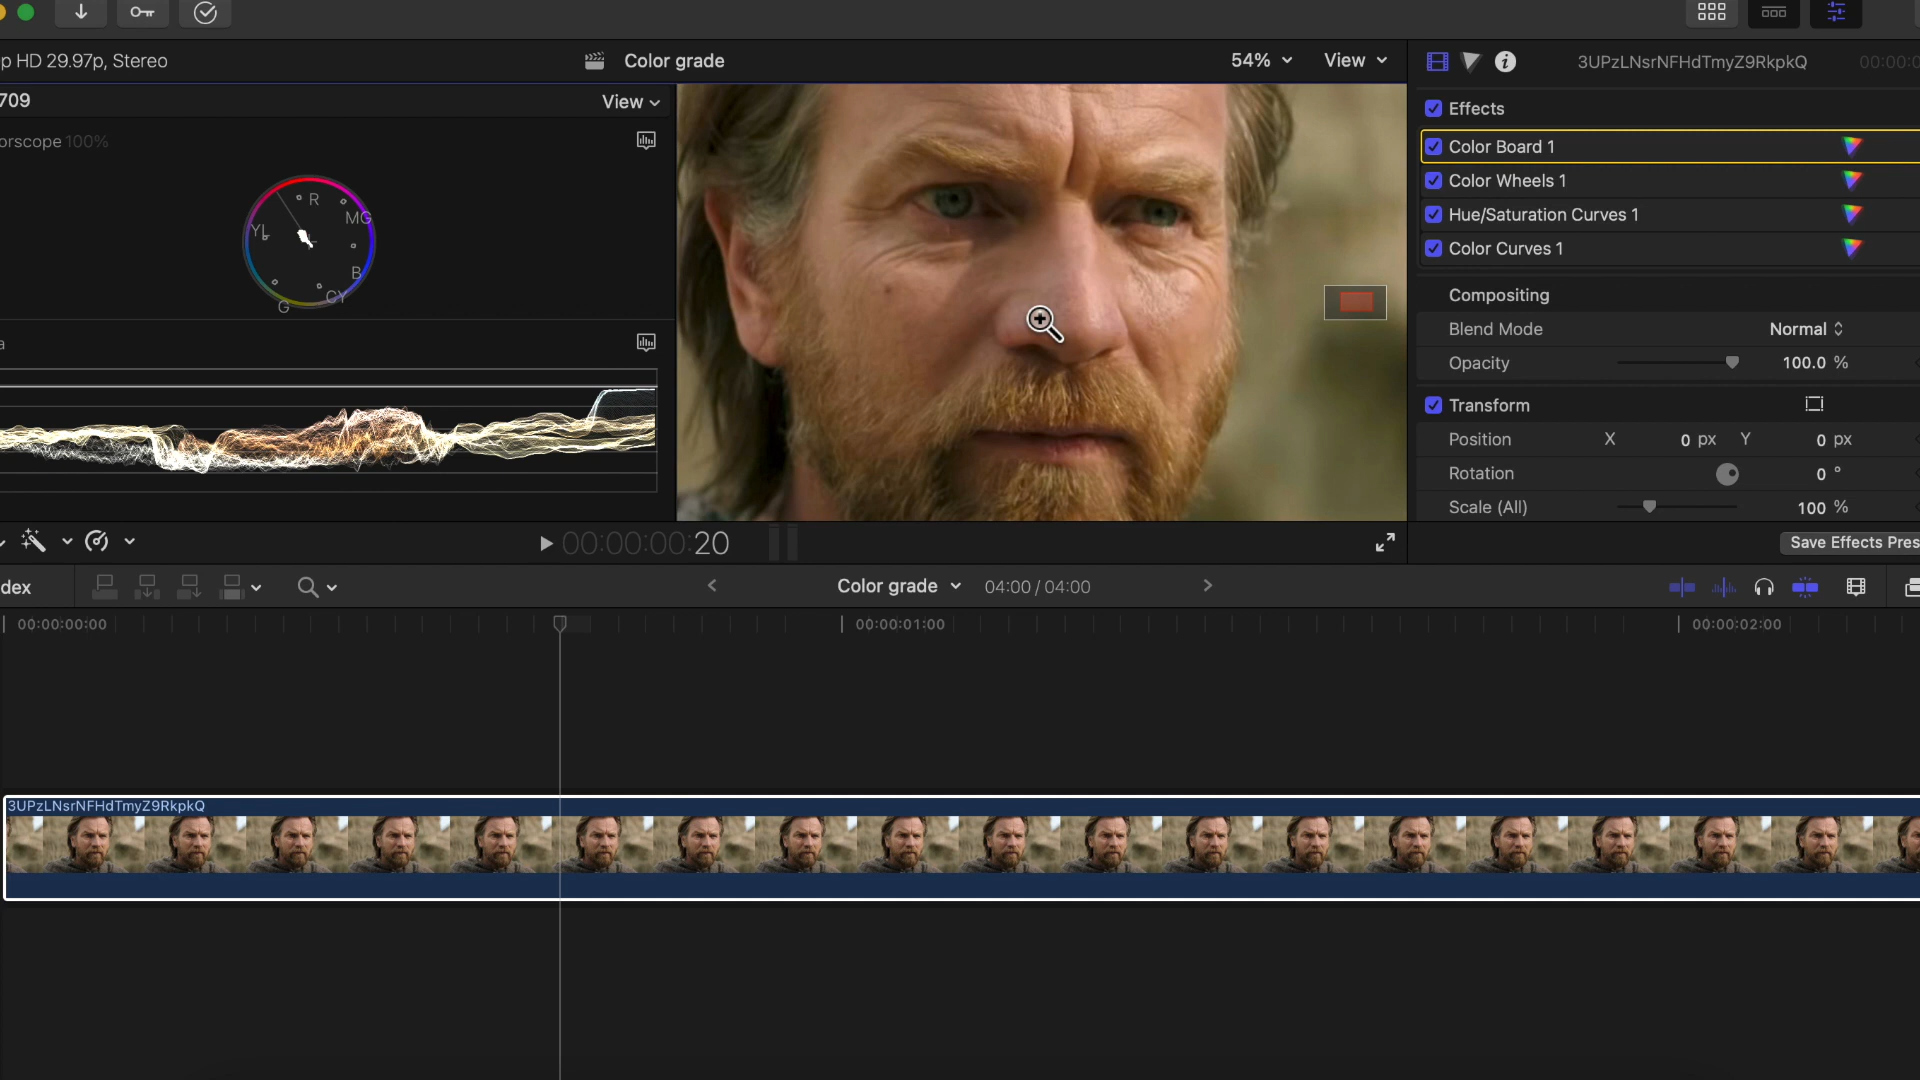 p HD 29.97p, Stereo
Color grade
54%
View
3UPzLNsrNFHdTmyZ9RkpkQ
00:00:0
709
View
orscope 100%
R
MG
YL
B
CY
G
a
Effects
Color Board 1
Color Wheels 1
Hue/Saturation Curves 1
Color Curves 1
Compositing
Blend Mode
Normal
Opacity
100.0 %
Transform
Position
X
0 px
Y
0 px
Rotation
0 °
Scale (All)
100 %
Save Effects Pres
00:00:00:20
dex
Color grade
04:00 / 04:00
00:00:00:00
00:00:01:00
00:00:02:00
3UPzLNsrNFHdTmyZ9RkpkQ